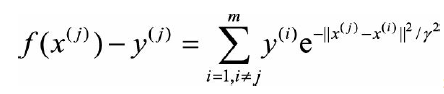 f(x^{(j)}) - y^{(j)} = \sum_{i=1, i \neq j}^{m} y^{(i)} e^{-\|x^{(j)} - x^{(i)}\|^2 / \gamma^2}